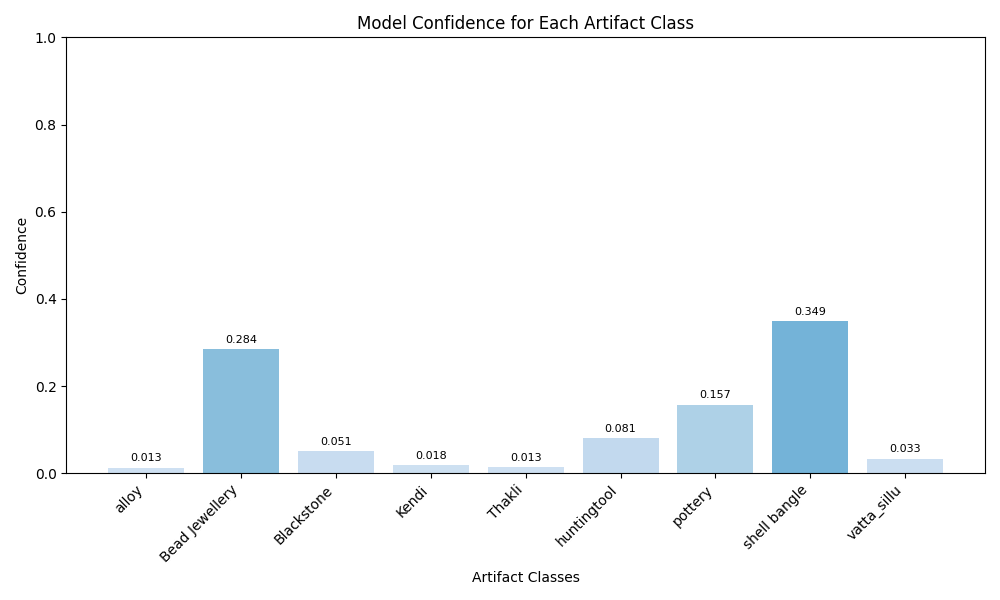 Model Confidence for Each Artifact Class
1.0
0.8
0.6
0.4
0.2
0.0
Confidence
0.013
0.284
0.051
0.018
0.013
0.081
0.157
0.349
0.033
alloy
Bead Jewellery
Blackstone
Kendi
Thakli
huntingtool
pottery
shell bangle
vatta_sillu
Artifact Classes